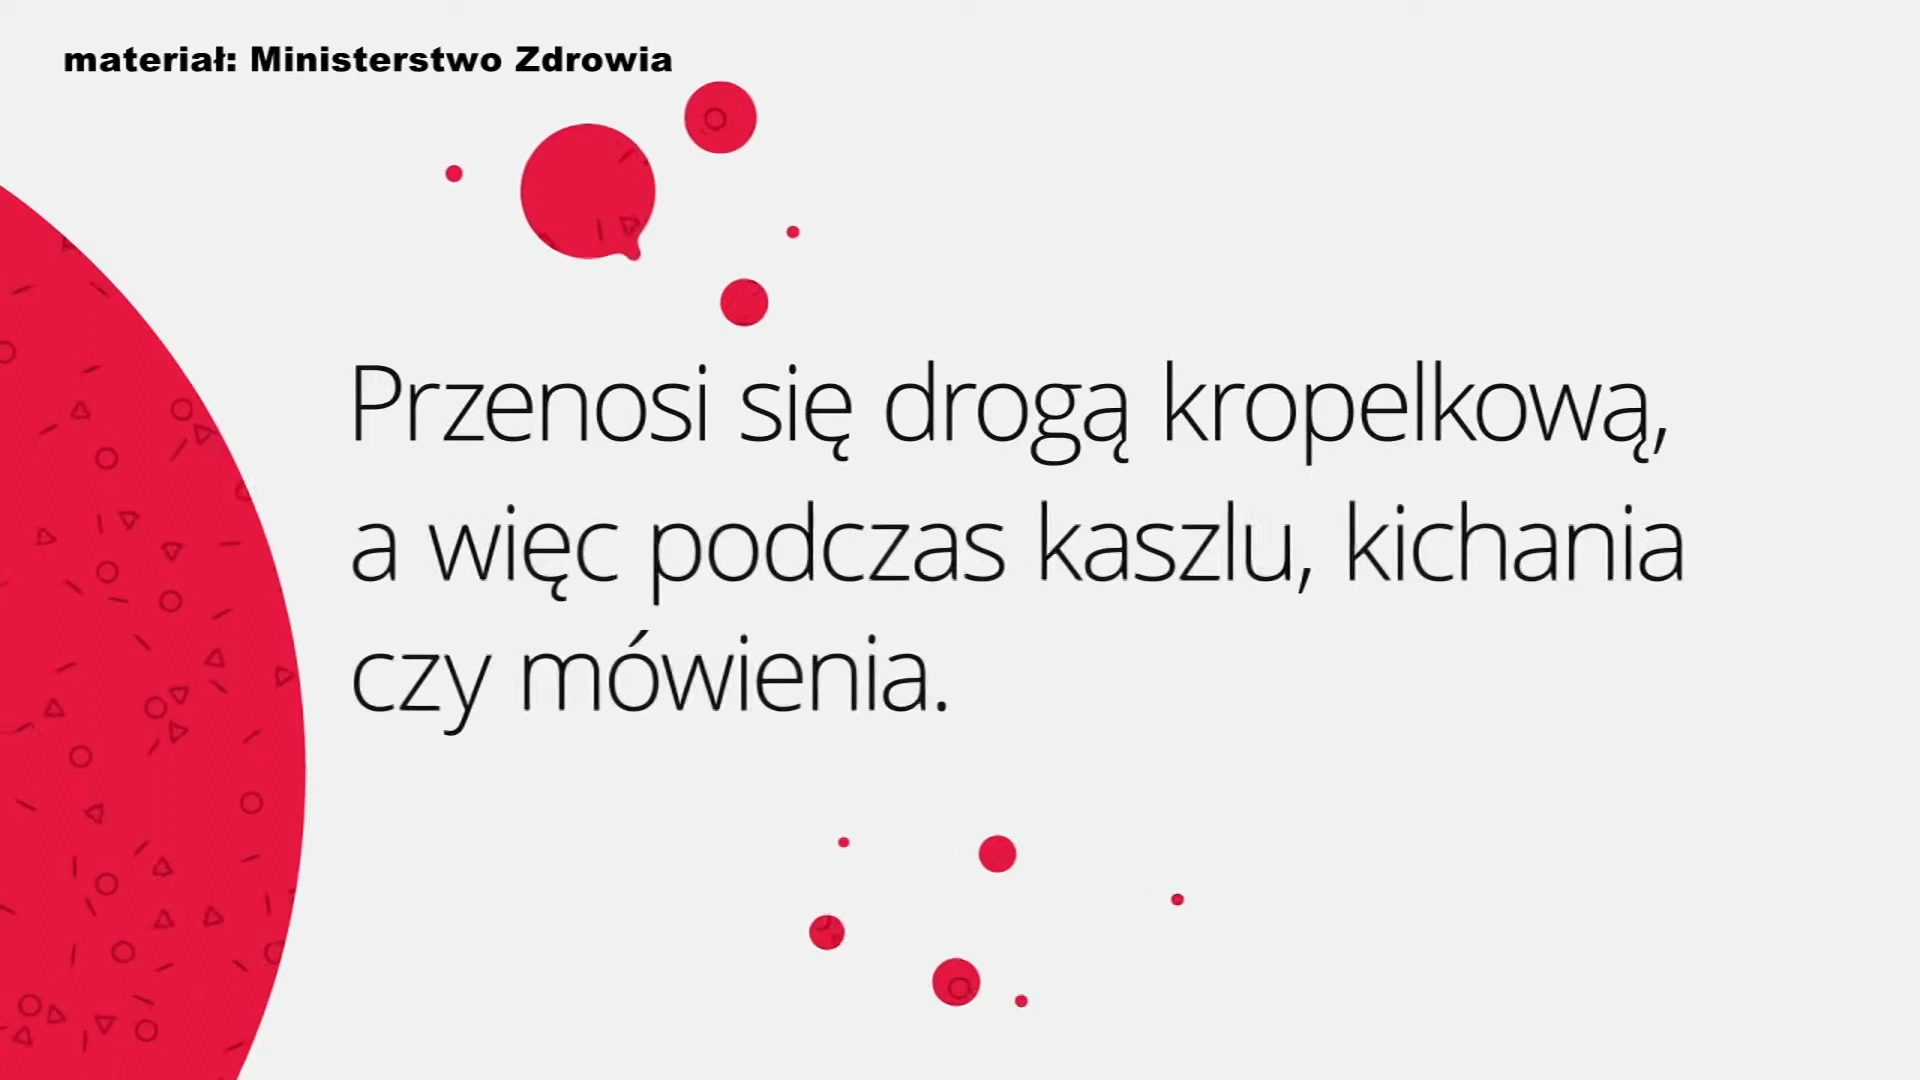 materiał: Ministerstwo Zdrowia
Przenosi się drogą kropelkową,
a więc podczas kaszlu, kichania
czy mówienia.